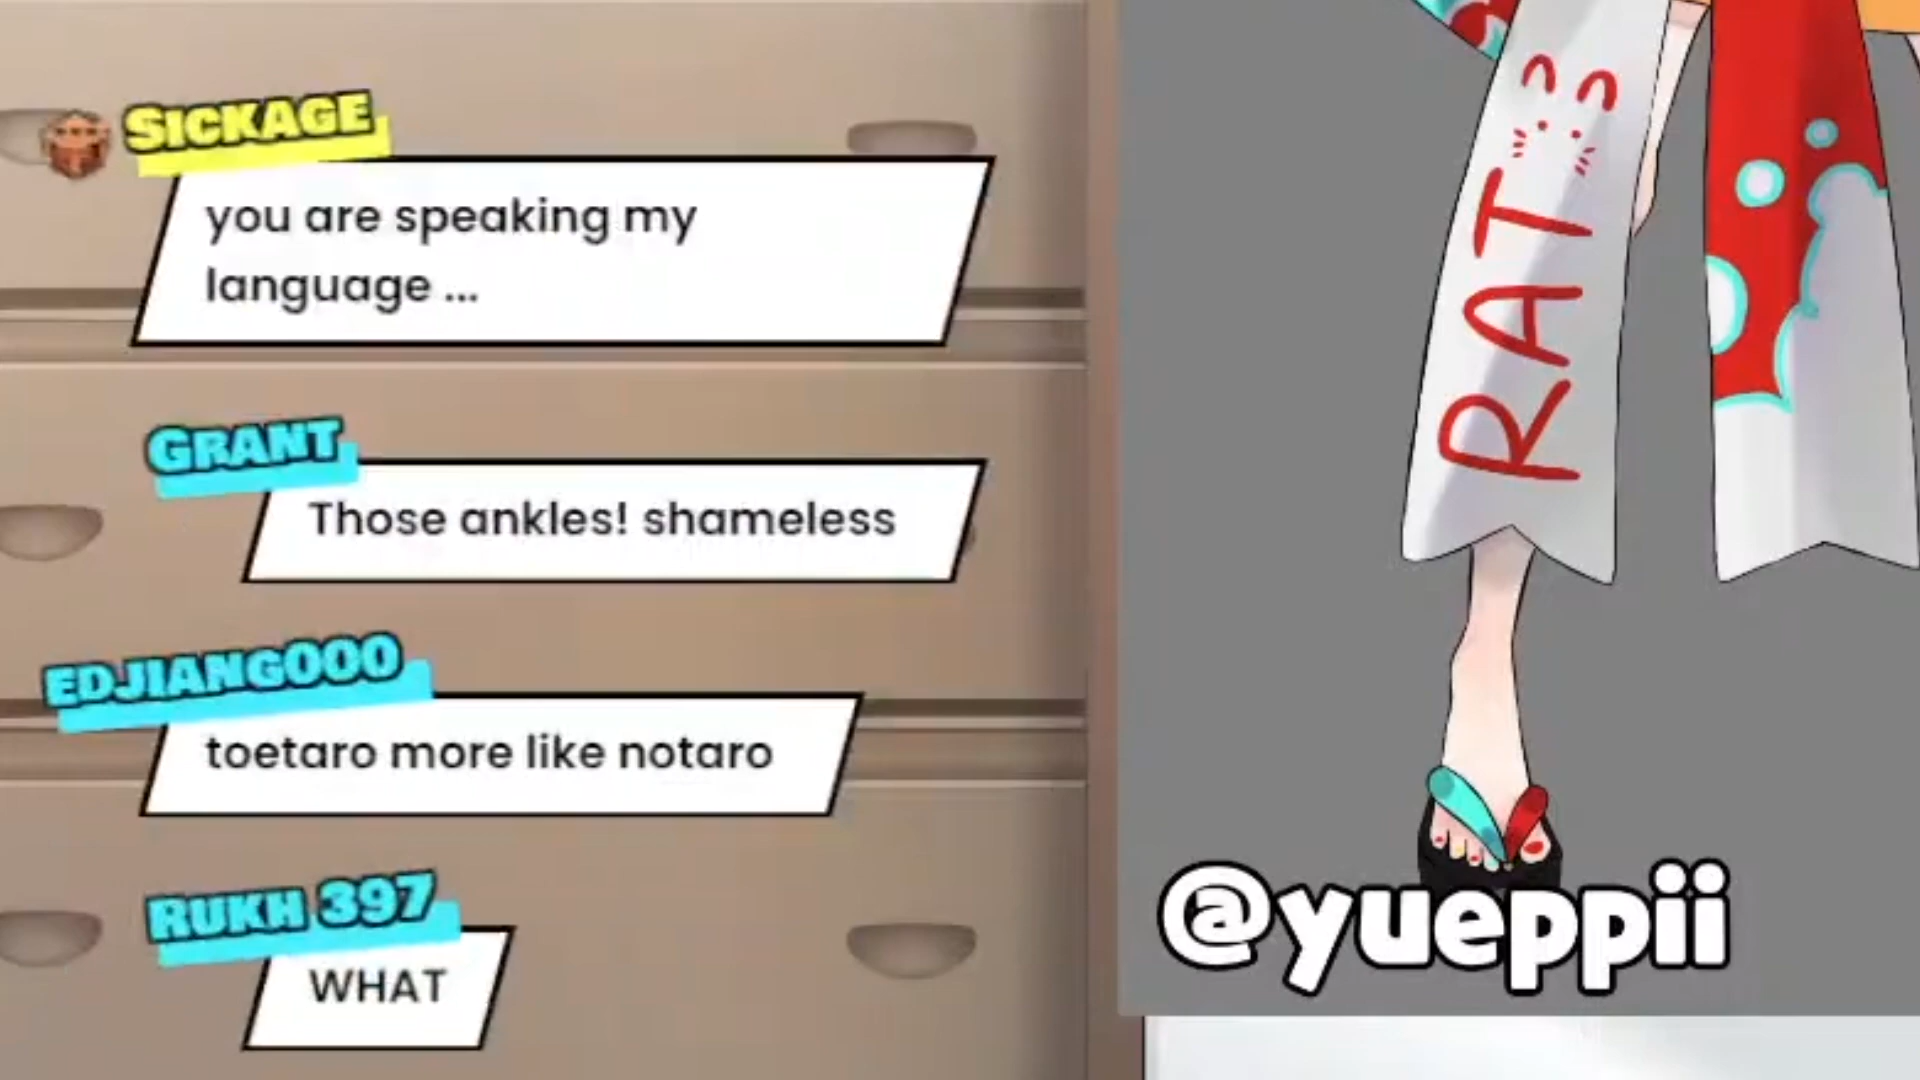 SICKAGE
you are speaking my
language ...
GRANT
Those ankles! shameless
EDJIANG000
toetaro more like notaro
RUKH 397
WHAT
RAT
@yueppii